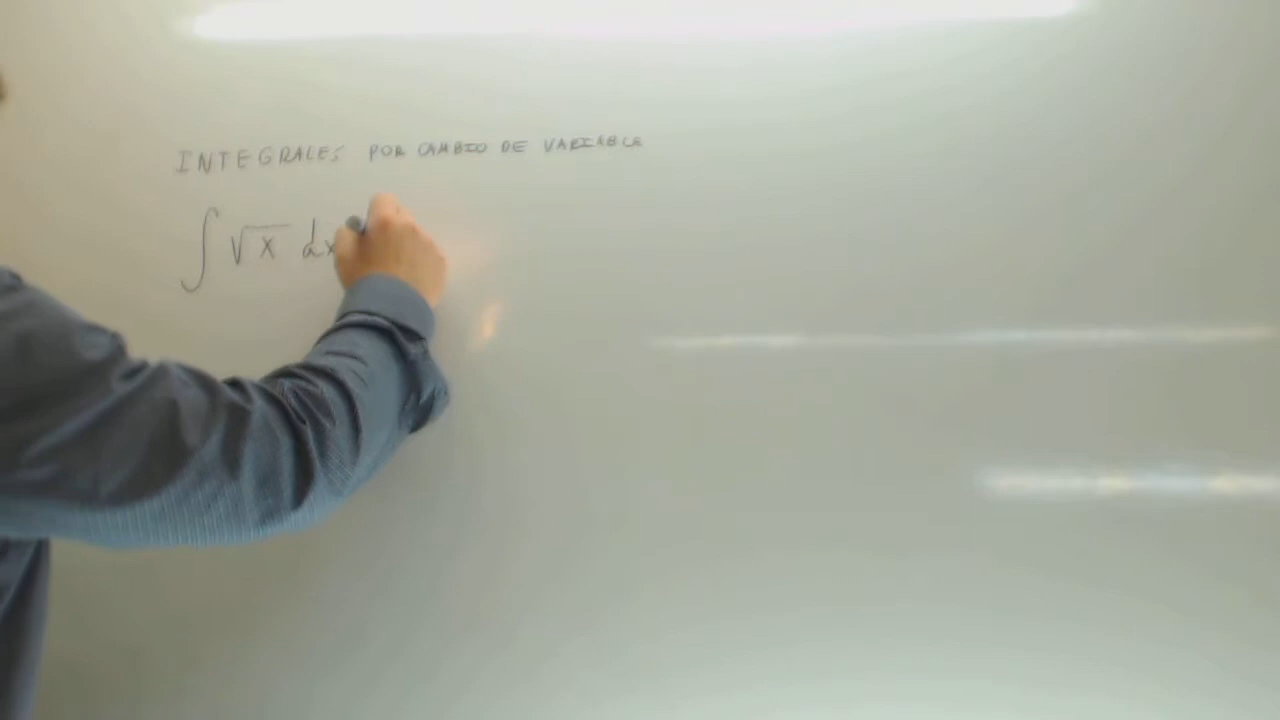 INTEGRALES POR CAMBIO DE VARIABLE
∫ √x dx